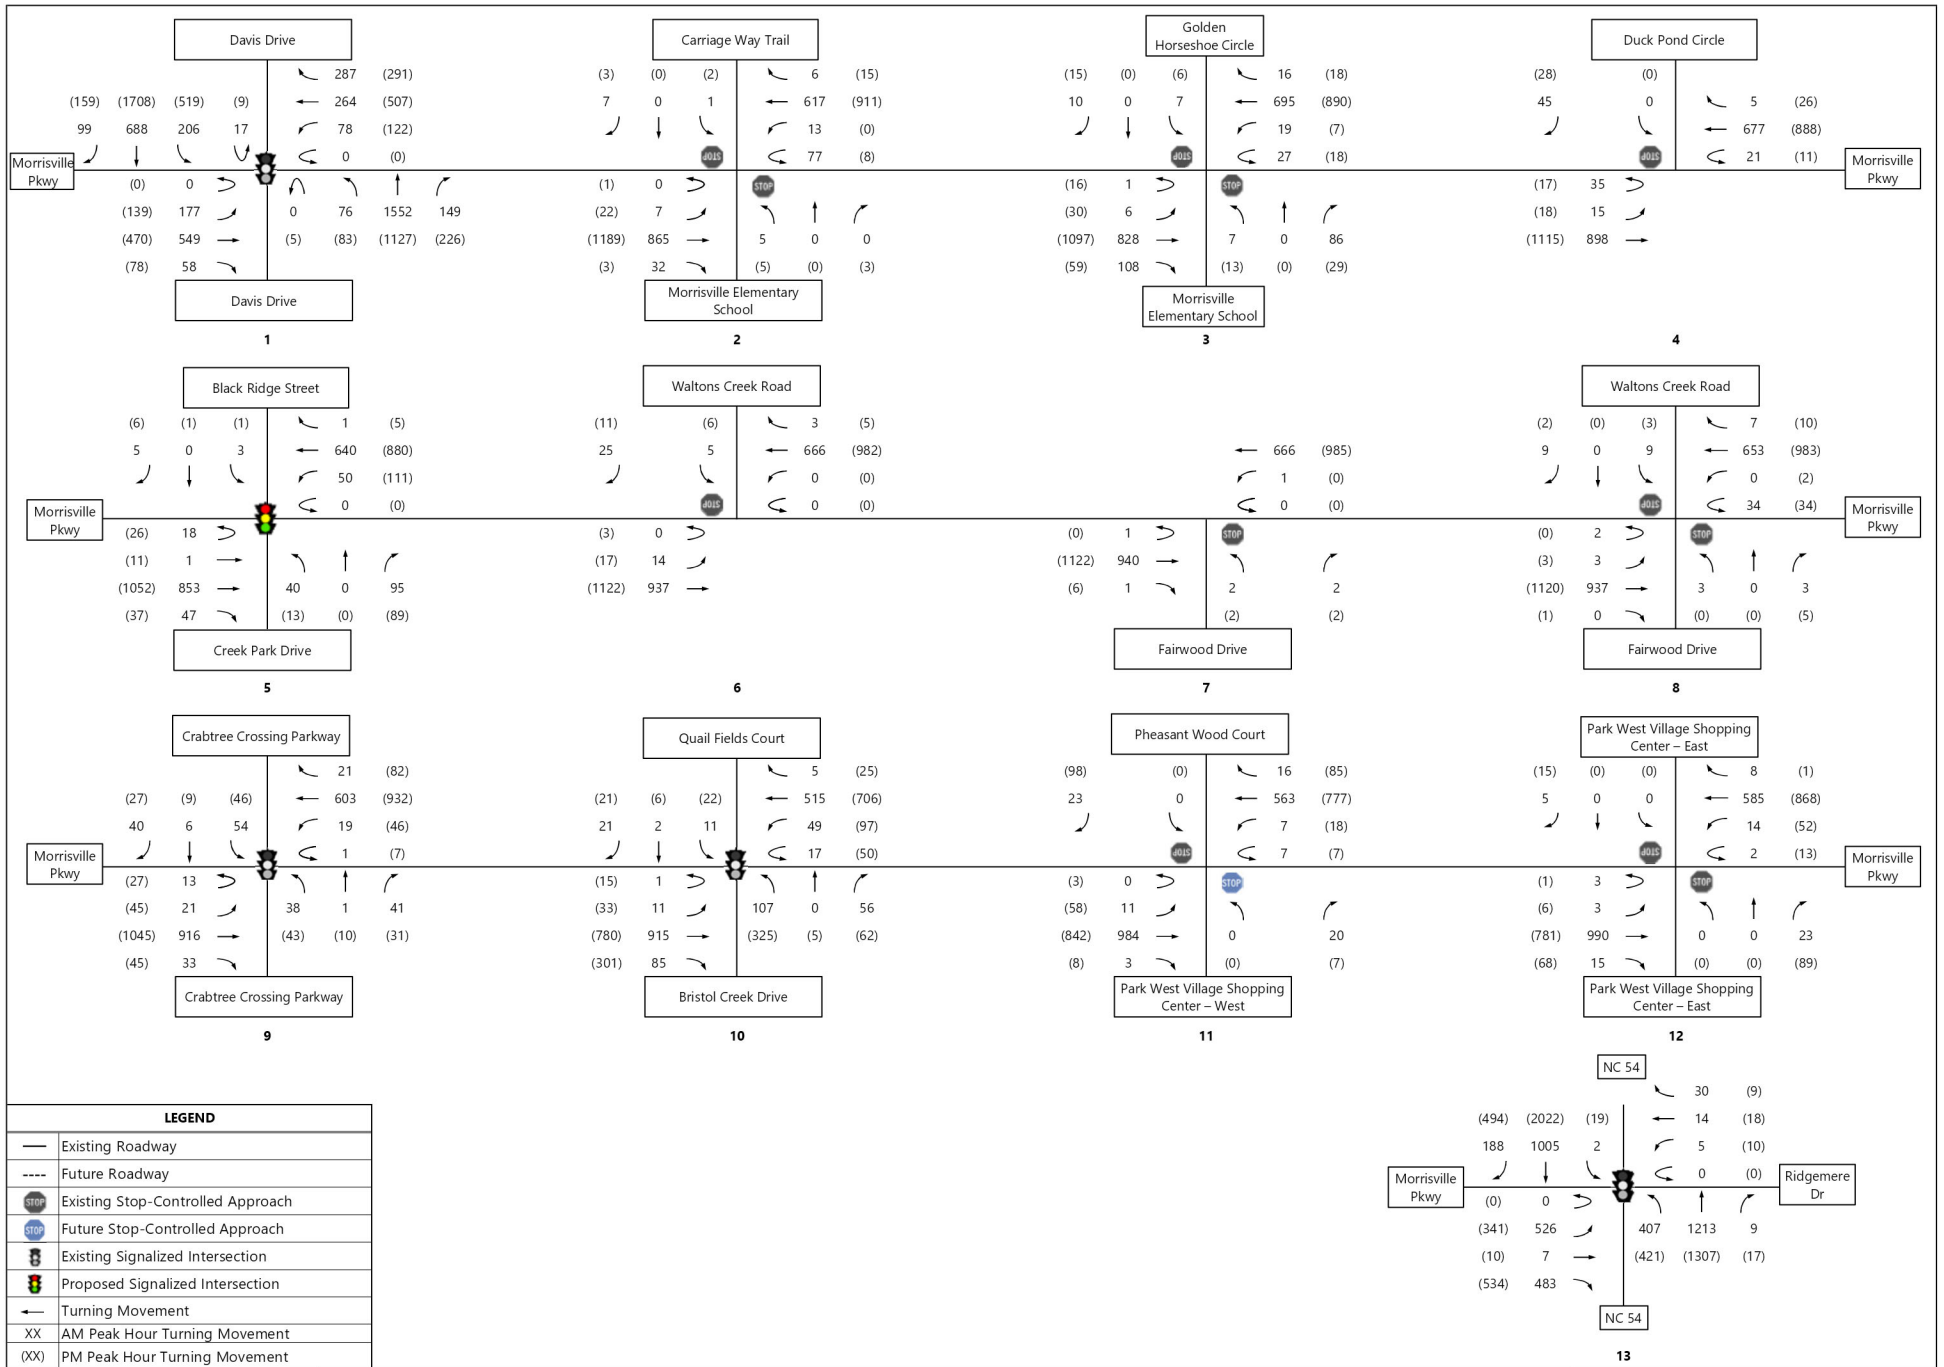 Davis Drive
287 (291)
(159) (1708) (519) (9) 264 (507)
99 688 206 17 78 (122)
0 (0)
Morrisville
Pkwy
(0) 0
(139) 177 0 76 1552 149
(470) 549 (5) (83) (1127) (226)
(78) 58
Davis Drive
1
Carriage Way Trail
(3) (0) (2) 6 (15)
7 0 1 617 (911)
13 (0)
STOP 77 (8)
(1) 0 STOP
(22) 7
(1189) 865 5 0 0
(3) 32 (5) (0) (3)
Morrisville Elementary
School
2
Golden
Horseshoe Circle
(15) (0) (6) 16 (18)
10 0 7 695 (890)
19 (7)
STOP 27 (18)
(16) 1 STOP
(30) 6
(1097) 828 7 0 86
(59) 108 (13) (0) (29)
Morrisville
Elementary School
3
Duck Pond Circle
(28) (0)
45 0 5 (26)
677 (888)
STOP 21 (11)
Morrisville
Pkwy
(17) 35
(18) 15
(1115) 898
4
Black Ridge Street
(6) (1) (1) 1 (5)
5 0 3 640 (880)
50 (111)
0 (0)
Morrisville
Pkwy
(26) 18
(11) 1
(1052) 853 40 0 95
(37) 47 (13) (0) (89)
Creek Park Drive
5
Waltons Creek Road
(11) (6) 3 (5)
25 5 666 (982)
0 (0)
STOP 0 (0)
(3) 0
(17) 14
(1122) 937
6
666 (985)
1 (0)
0 (0)
(0) 1 STOP
(1122) 940
(6) 1 2 2
(2) (2)
Fairwood Drive
7
Waltons Creek Road
(2) (0) (3) 7 (10)
9 0 9 653 (983)
0 (2)
STOP 34 (34)
Morrisville
Pkwy
(0) 2 STOP
(3) 3
(1120) 937 3 0 3
(1) 0 (0) (0) (5)
Fairwood Drive
8
Crabtree Crossing Parkway
21 (82)
(27) (9) (46) 603 (932)
40 6 54 19 (46)
1 (7)
Morrisville
Pkwy
(27) 13
(45) 21 38 1 41
(1045) 916 (43) (10) (31)
(45) 33
Crabtree Crossing Parkway
9
Quail Fields Court
5 (25)
(21) (6) (22) 515 (706)
21 2 11 49 (97)
17 (50)
(15) 1
(33) 11 107 0 56
(780) 915 (325) (5) (62)
(301) 85
Bristol Creek Drive
10
Pheasant Wood Court
(98) (0) 16 (85)
23 0 563 (777)
7 (18)
STOP 7 (7)
(3) 0 STOP
(58) 11
(842) 984 0 20
(8) 3 (0) (7)
Park West Village Shopping
Center – West
11
Park West Village Shopping
Center – East
(15) (0) (0) 8 (1)
5 0 0 585 (868)
14 (52)
STOP 2 (13)
Morrisville
Pkwy
(1) 3 STOP
(6) 3
(781) 990 0 0 23
(68) 15 (0) (0) (89)
Park West Village Shopping
Center – East
12
NC 54
30 (9)
(494) (2022) (19) 14 (18)
188 1005 2 5 (10)
0 (0)
Morrisville
Pkwy
Ridgemere
Dr
(0) 0
(341) 526 407 1213 9
(10) 7 (421) (1307) (17)
(534) 483
NC 54
13
LEGEND
Existing Roadway
Future Roadway
STOP Existing Stop-Controlled Approach
STOP Future Stop-Controlled Approach
Existing Signalized Intersection
Proposed Signalized Intersection
Turning Movement
XX AM Peak Hour Turning Movement
(XX) PM Peak Hour Turning Movement